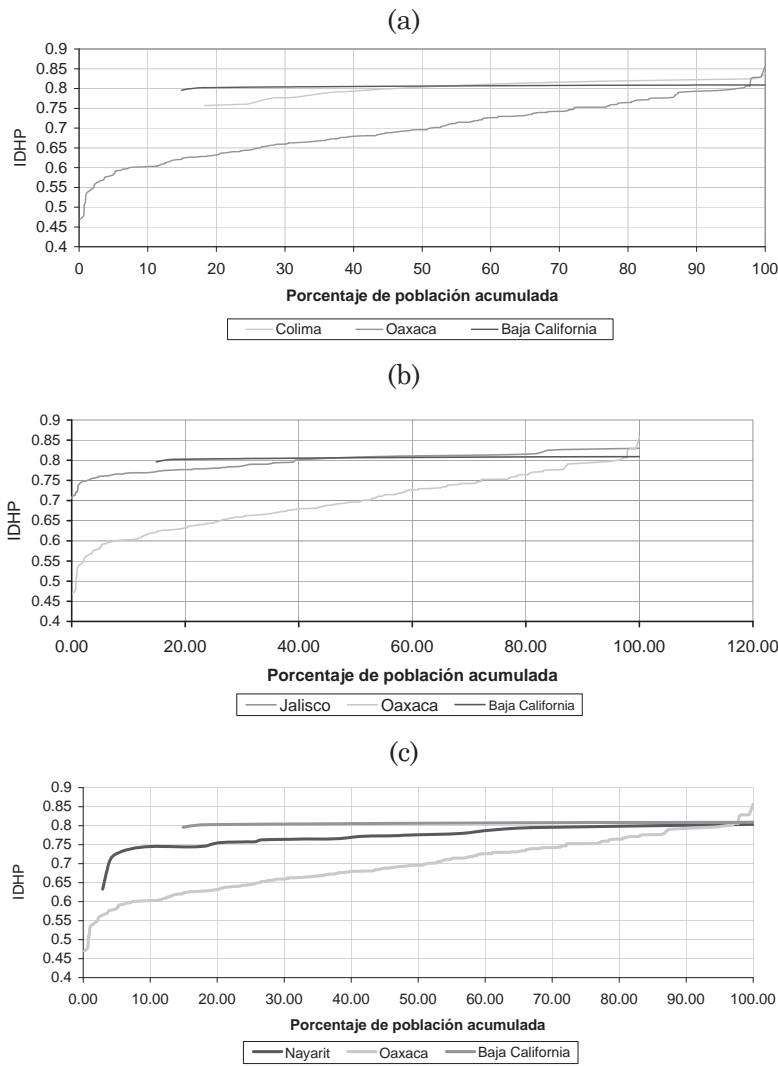 (a)
0.9
0.85
0.8
0.75
0.7
0.65
0.6
0.55
0.5
0.45
0.4
IDHP
0 10 20 30 40 50 60 70 80 90 100
Porcentaje de población acumulada
Colima Oaxaca Baja California
(b)
0.9
0.85
0.8
0.75
0.7
0.65
0.6
0.55
0.5
0.45
0.4
IDHP
0.00 20.00 40.00 60.00 80.00 100.00 120.00
Porcentaje de población acumulada
Jalisco Oaxaca Baja California
(c)
0.9
0.85
0.8
0.75
0.7
0.65
0.6
0.55
0.5
0.45
0.4
IDHP
0.00 10.00 20.00 30.00 40.00 50.00 60.00 70.00 80.00 90.00 100.00
Porcentaje de población acumulada
Nayarit Oaxaca Baja California